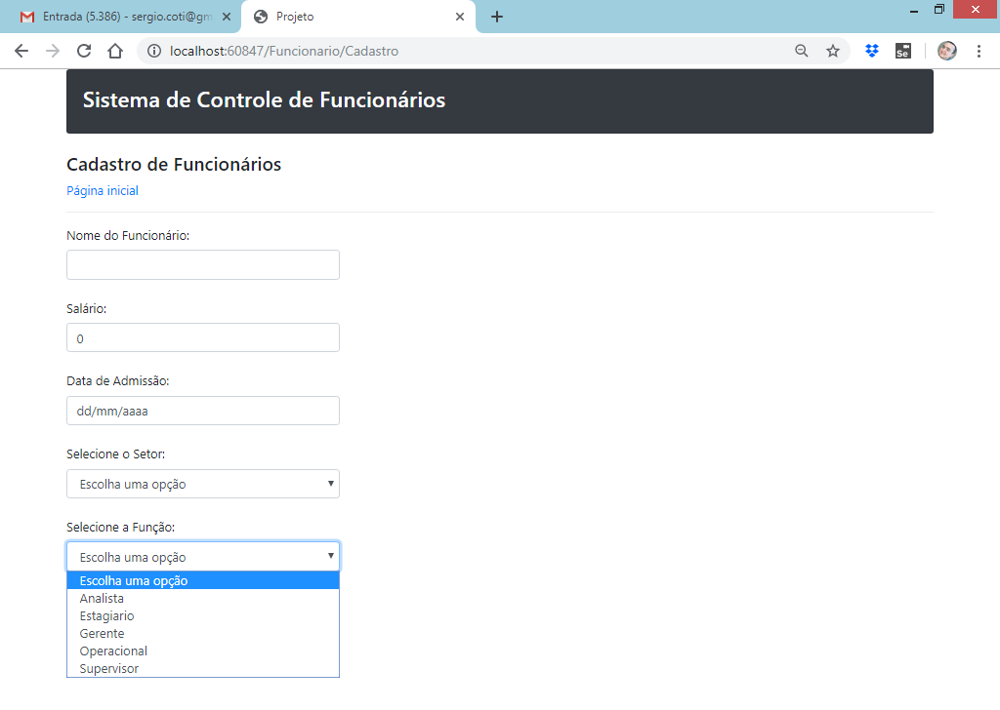 Entrada (5.386) - sergio.coti@gm
Projeto
localhost:60847/Funcionario/Cadastro
Se
Sistema de Controle de Funcionários
Cadastro de Funcionários
Página inicial
Nome do Funcionário:
Salário:
0
Data de Admissão:
dd/mm/aaaa
Selecione o Setor:
Escolha uma opção
Selecione a Função:
Escolha uma opção
Escolha uma opção
Analista
Estagiario
Gerente
Operacional
Supervisor